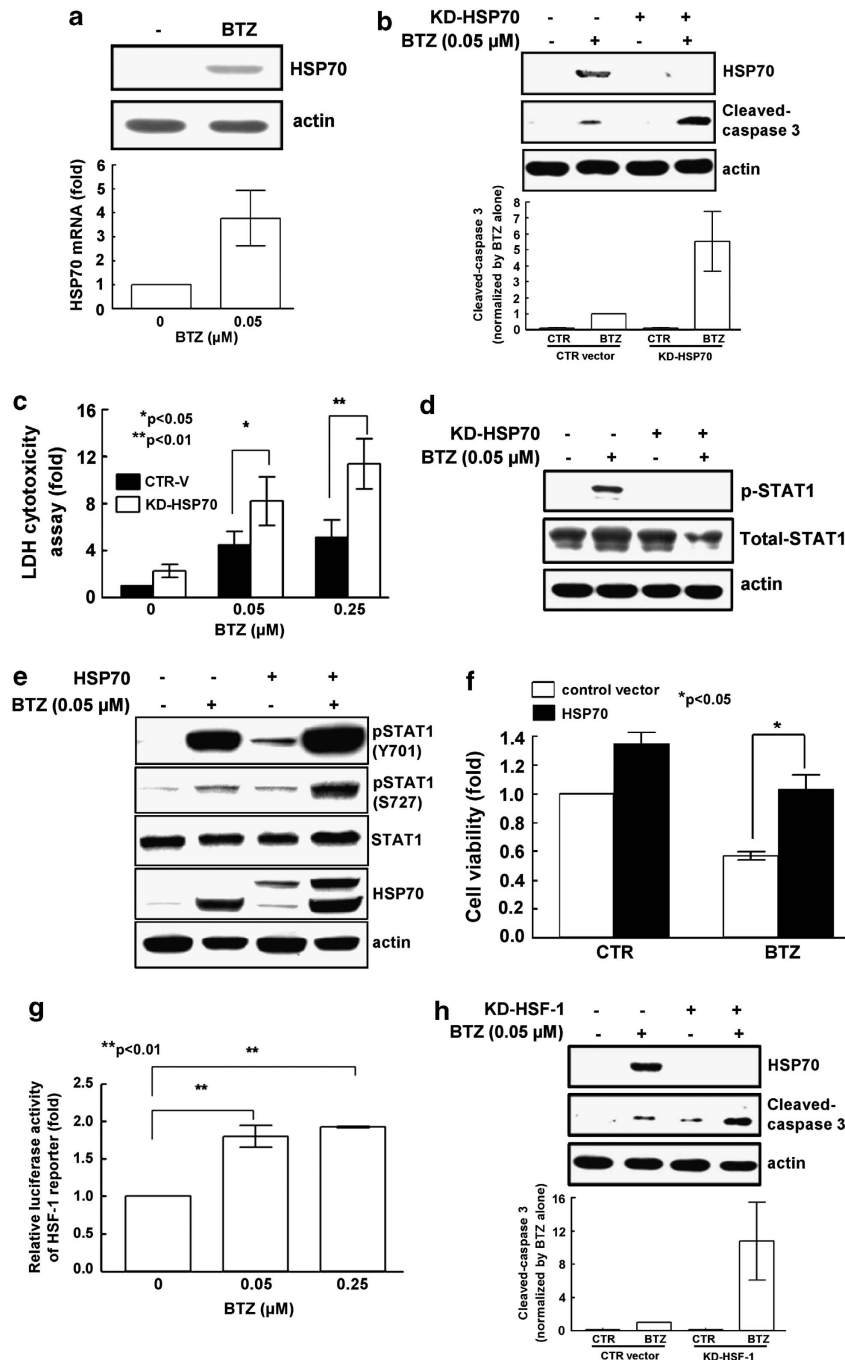 a
- BTZ
HSP70
actin
HSP70 mRNA (fold)
6
5
4
3
2
1
0
0 0.05
BTZ (µM)
b
KD-HSP70 - - + +
BTZ (0.05 µM) - + - +
HSP70
Cleaved-
caspase 3
actin
Cleaved-caspase 3
(normalized by BTZ alone)
8
7
6
5
4
3
2
1
0
CTR BTZ CTR BTZ
CTR vector KD-HSP70
c
LDH cytotoxicity
assay (fold)
16
12
8
4
0
*p<0.05
**p<0.01
CTR-V
KD-HSP70
*
**
0 0.05 0.25
BTZ (µM)
d
KD-HSP70 - - + +
BTZ (0.05 µM) - + - +
p-STAT1
Total-STAT1
actin
e
HSP70 - - + +
BTZ (0.05 µM) - + - +
pSTAT1
(Y701)
pSTAT1
(S727)
STAT1
HSP70
actin
f
control vector
HSP70
*p<0.05
*
Cell viability (fold)
1.4
1.0
0.8
0.6
0.4
0.2
0.0
CTR BTZ
g
**p<0.01
**
**
Relative luciferase activity
of HSF-1 reporter (fold)
2.5
2.0
1.5
1.0
0.5
0.0
0 0.05 0.25
BTZ (µM)
h
KD-HSF-1 - - + +
BTZ (0.05 µM) - + - +
HSP70
Cleaved-
caspase 3
actin
Cleaved-caspase 3
(normalized by BTZ alone)
16
12
8
4
0
CTR BTZ CTR BTZ
CTR vector KD-HSF-1